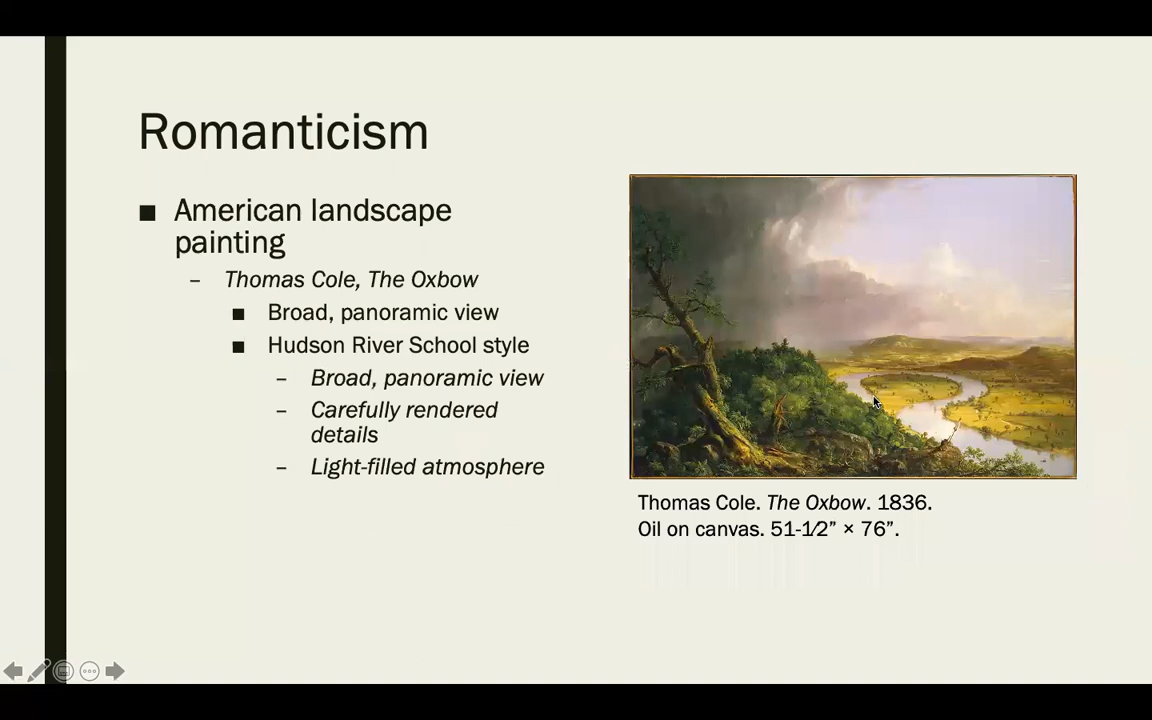 Romanticism
■ American landscape
painting
– Thomas Cole, The Oxbow
■ Broad, panoramic view
■ Hudson River School style
– Broad, panoramic view
– Carefully rendered
details
– Light-filled atmosphere
Thomas Cole. The Oxbow. 1836.
Oil on canvas. 51-1/2” × 76”.